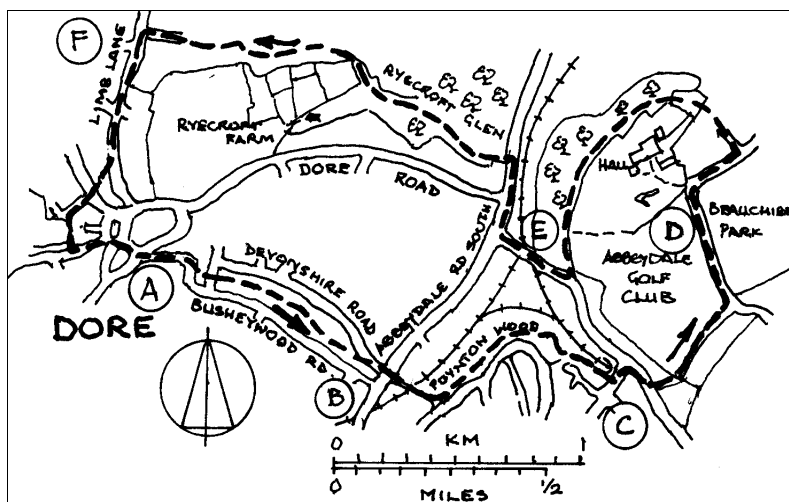 F
LIMB LANE
RYECROFT GLEN
RYECROFT
FARM
DORE
ROAD
HALL
BEAUCHIEF
PARK
D
E
ABBEYDALE
GOLF
CLUB
ABBEYDALE RD SOUTH
A
DEVONSHIRE ROAD
BUSHEYWOOD RD
DORE
POYNTON WOOD
B
C
0
KM
1
0
MILES
1/2